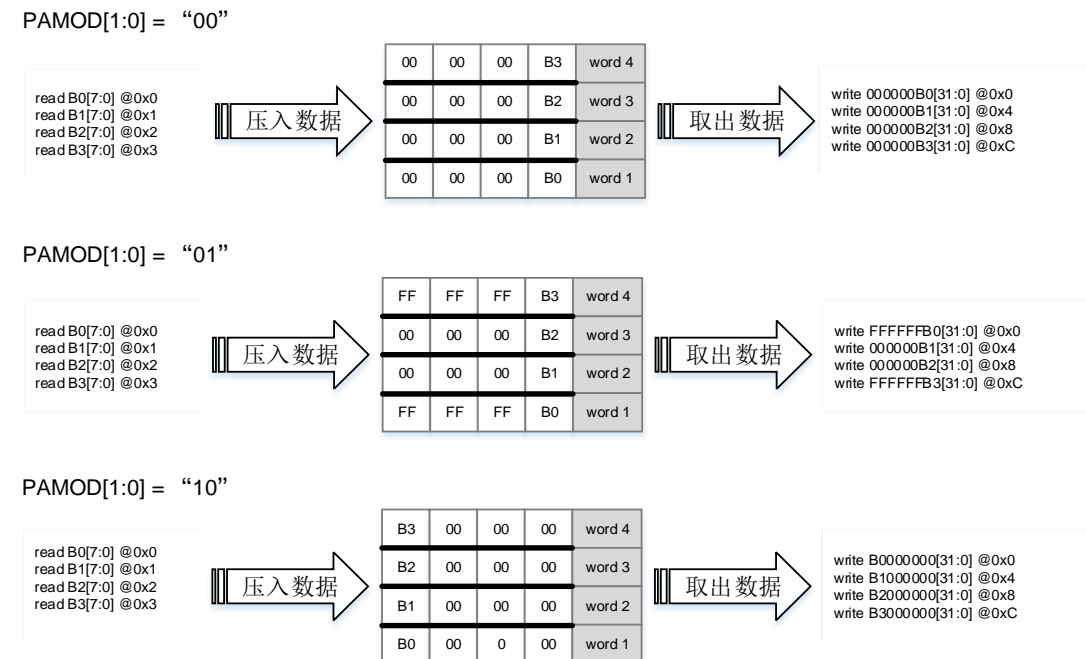 PAMOD[1:0] = “00”
00 00 00 B3 word 4
00 00 00 B2 word 3
00 00 00 B1 word 2
00 00 00 B0 word 1
read B0[7:0] @0x0
read B1[7:0] @0x1
read B2[7:0] @0x2
read B3[7:0] @0x3
压入数据
取出数据
write 000000B0[31:0] @0x0
write 000000B1[31:0] @0x4
write 000000B2[31:0] @0x8
write 000000B3[31:0] @0xC
PAMOD[1:0] = “01”
FF FF FF B3 word 4
00 00 00 B2 word 3
00 00 00 B1 word 2
FF FF FF B0 word 1
read B0[7:0] @0x0
read B1[7:0] @0x1
read B2[7:0] @0x2
read B3[7:0] @0x3
压入数据
取出数据
write FFFFFFB0[31:0] @0x0
write 000000B1[31:0] @0x4
write 000000B2[31:0] @0x8
write FFFFFFB3[31:0] @0xC
PAMOD[1:0] = “10”
B3 00 00 00 word 4
B2 00 00 00 word 3
B1 00 00 00 word 2
B0 00 0 00 word 1
read B0[7:0] @0x0
read B1[7:0] @0x1
read B2[7:0] @0x2
read B3[7:0] @0x3
压入数据
取出数据
write B0000000[31:0] @0x0
write B1000000[31:0] @0x4
write B2000000[31:0] @0x8
write B3000000[31:0] @0xC